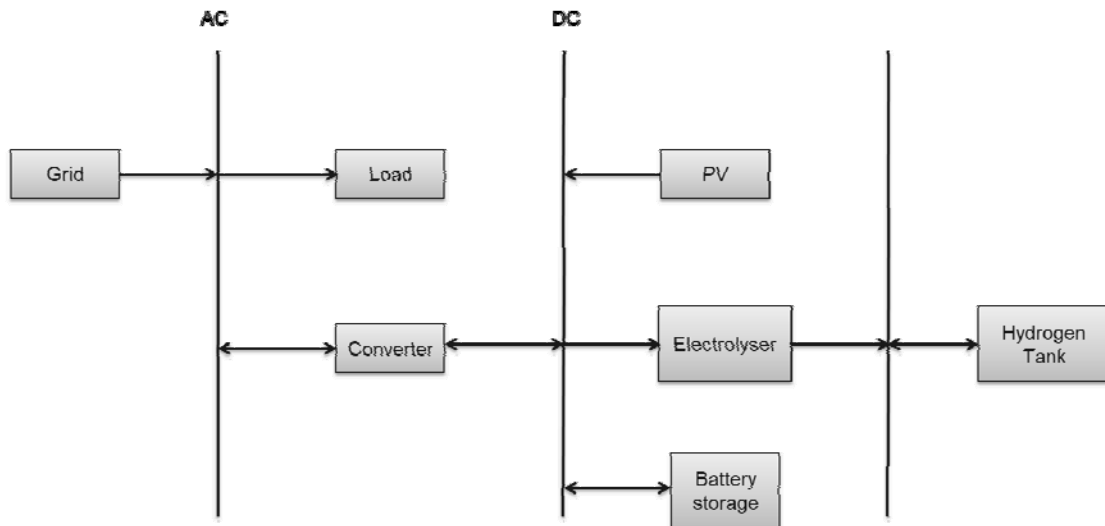 AC
DC
Grid
Load
PV
Converter
Electrolyser
Hydrogen
Tank
Battery
storage